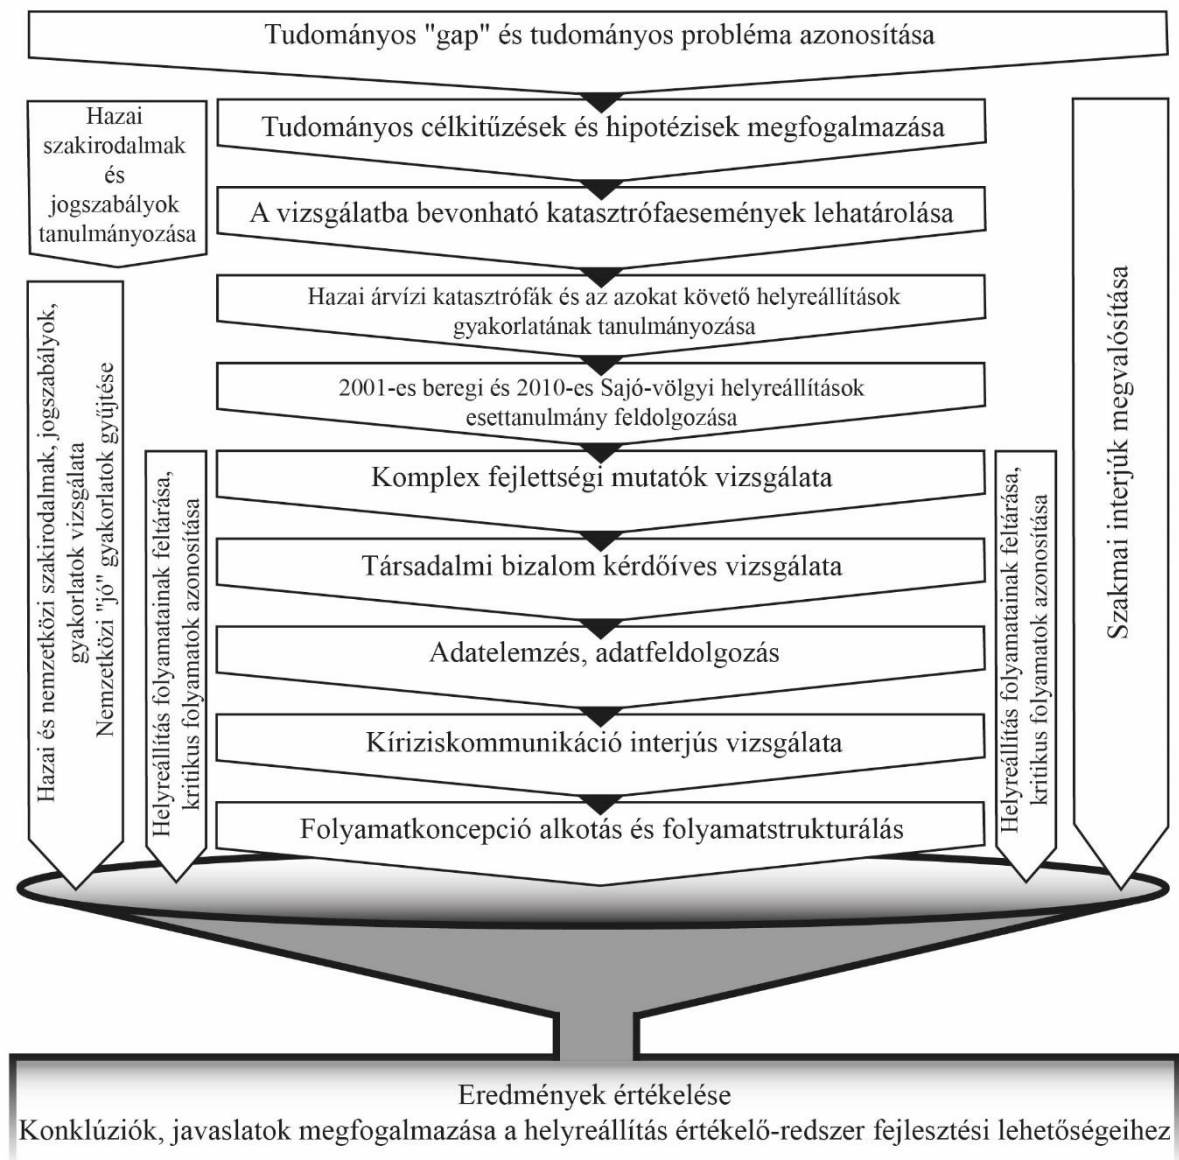 Tudományos "gap" és tudományos probléma azonosítása
Hazai
szakirodalmak
és
jogszabályok
tanulmányozása
Tudományos célkitűzések és hipotézisek megfogalmazása
A vizsgálatba bevonható katasztrófaesemények lehatárolása
Hazai árvízi katasztrófák és az azokat követő helyreállítások
gyakorlatának tanulmányozása
2001-es beregi és 2010-es Sajó-völgyi helyreállítások
esettanulmány feldolgozása
Komplex fejlettségi mutatók vizsgálata
Társadalmi bizalom kérdőíves vizsgálata
Adatelemzés, adatfeldolgozás
Kíriziskommunikáció interjús vizsgálata
Folyamatkoncepció alkotás és folyamatstrukturálás
Hazai és nemzetközi szakirodalmak, jogszabályok,
gyakorlatok vizsgálata
Nemzetközi "jó" gyakorlatok gyűjtése
Helyreállítás folyamatainak feltárása,
kritikus folyamatok azonosítása
Helyreállítás folyamatainak feltárása,
kritikus folyamatok azonosítása
Szakmai interjúk megvalósítása
Eredmények értékelése
Konklúziók, javaslatok megfogalmazása a helyreállítás értékelő-redszer fejlesztési lehetőségeihez